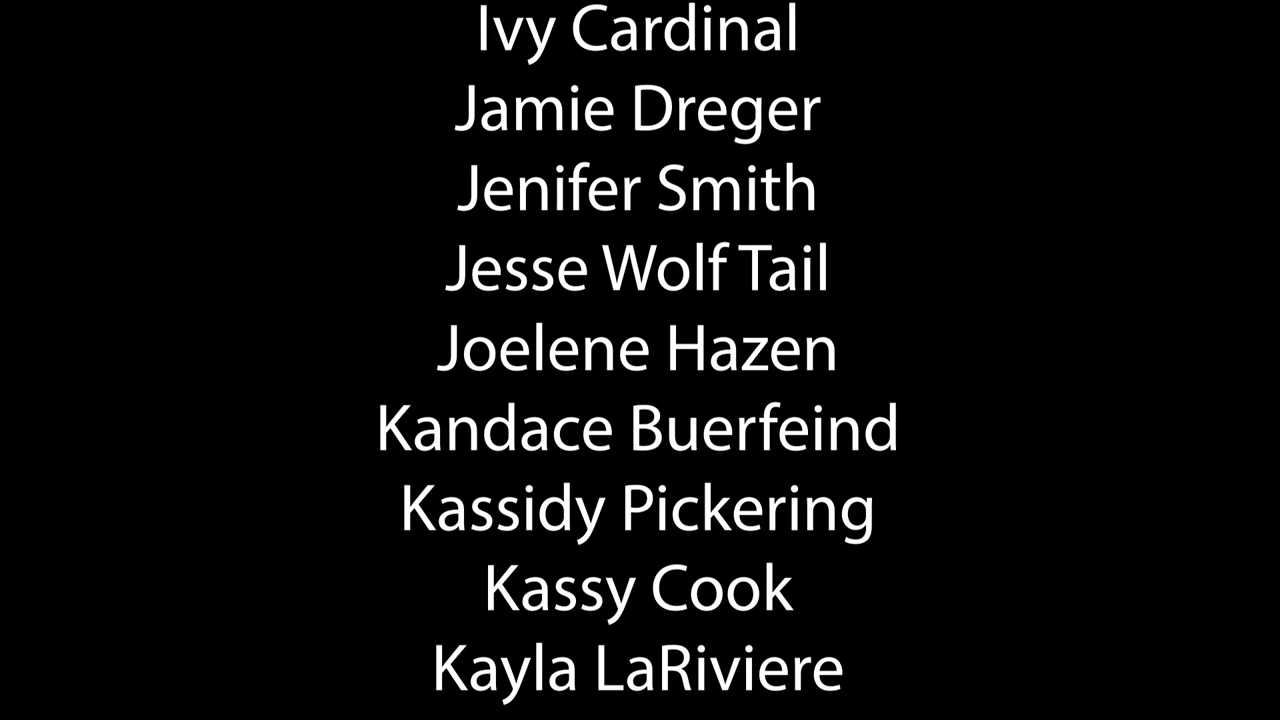 Ivy Cardinal
Jamie Dreger
Jenifer Smith
Jesse Wolf Tail
Joelene Hazen
Kandace Buerfeind
Kassidy Pickering
Kassy Cook
Kayla LaRiviere